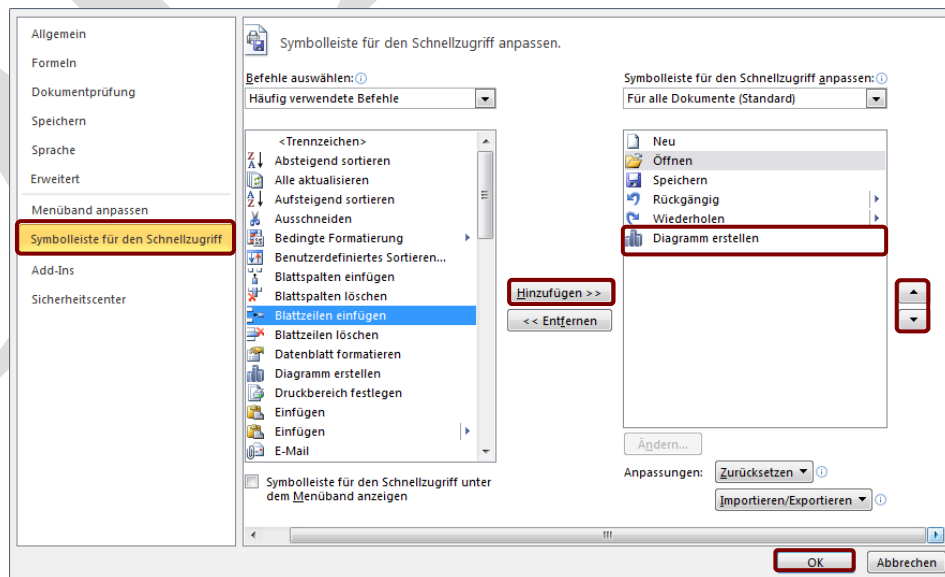 Allgemein
Formeln
Dokumentprüfung
Speichern
Sprache
Erweitert
Menüband anpassen
Symbolleiste für den Schnellzugriff
Add-Ins
Sicherheitscenter
Symbolleiste für den Schnellzugriff anpassen.
Befehle auswählen:
Häufig verwendete Befehle
<Trennzeichen>
Absteigend sortieren
Alle aktualisieren
Aufsteigend sortieren
Ausschneiden
Bedingte Formatierung
Benutzerdefiniertes Sortieren...
Blattspalten einfügen
Blattspalten löschen
Blattzeilen einfügen
Blattzeilen löschen
Datenblatt formatieren
Diagramm erstellen
Druckbereich festlegen
Einfügen
Einfügen
E-Mail
Symbolleiste für den Schnellzugriff unter
dem Menüband anzeigen
Hinzufügen >>
<< Entfernen
Symbolleiste für den Schnellzugriff anpassen:
Für alle Dokumente (Standard)
Neu
Öffnen
Speichern
Rückgängig
Wiederholen
Diagramm erstellen
Ändern...
Anpassungen: Zurücksetzen
Importieren/Exportieren
OK
Abbrechen